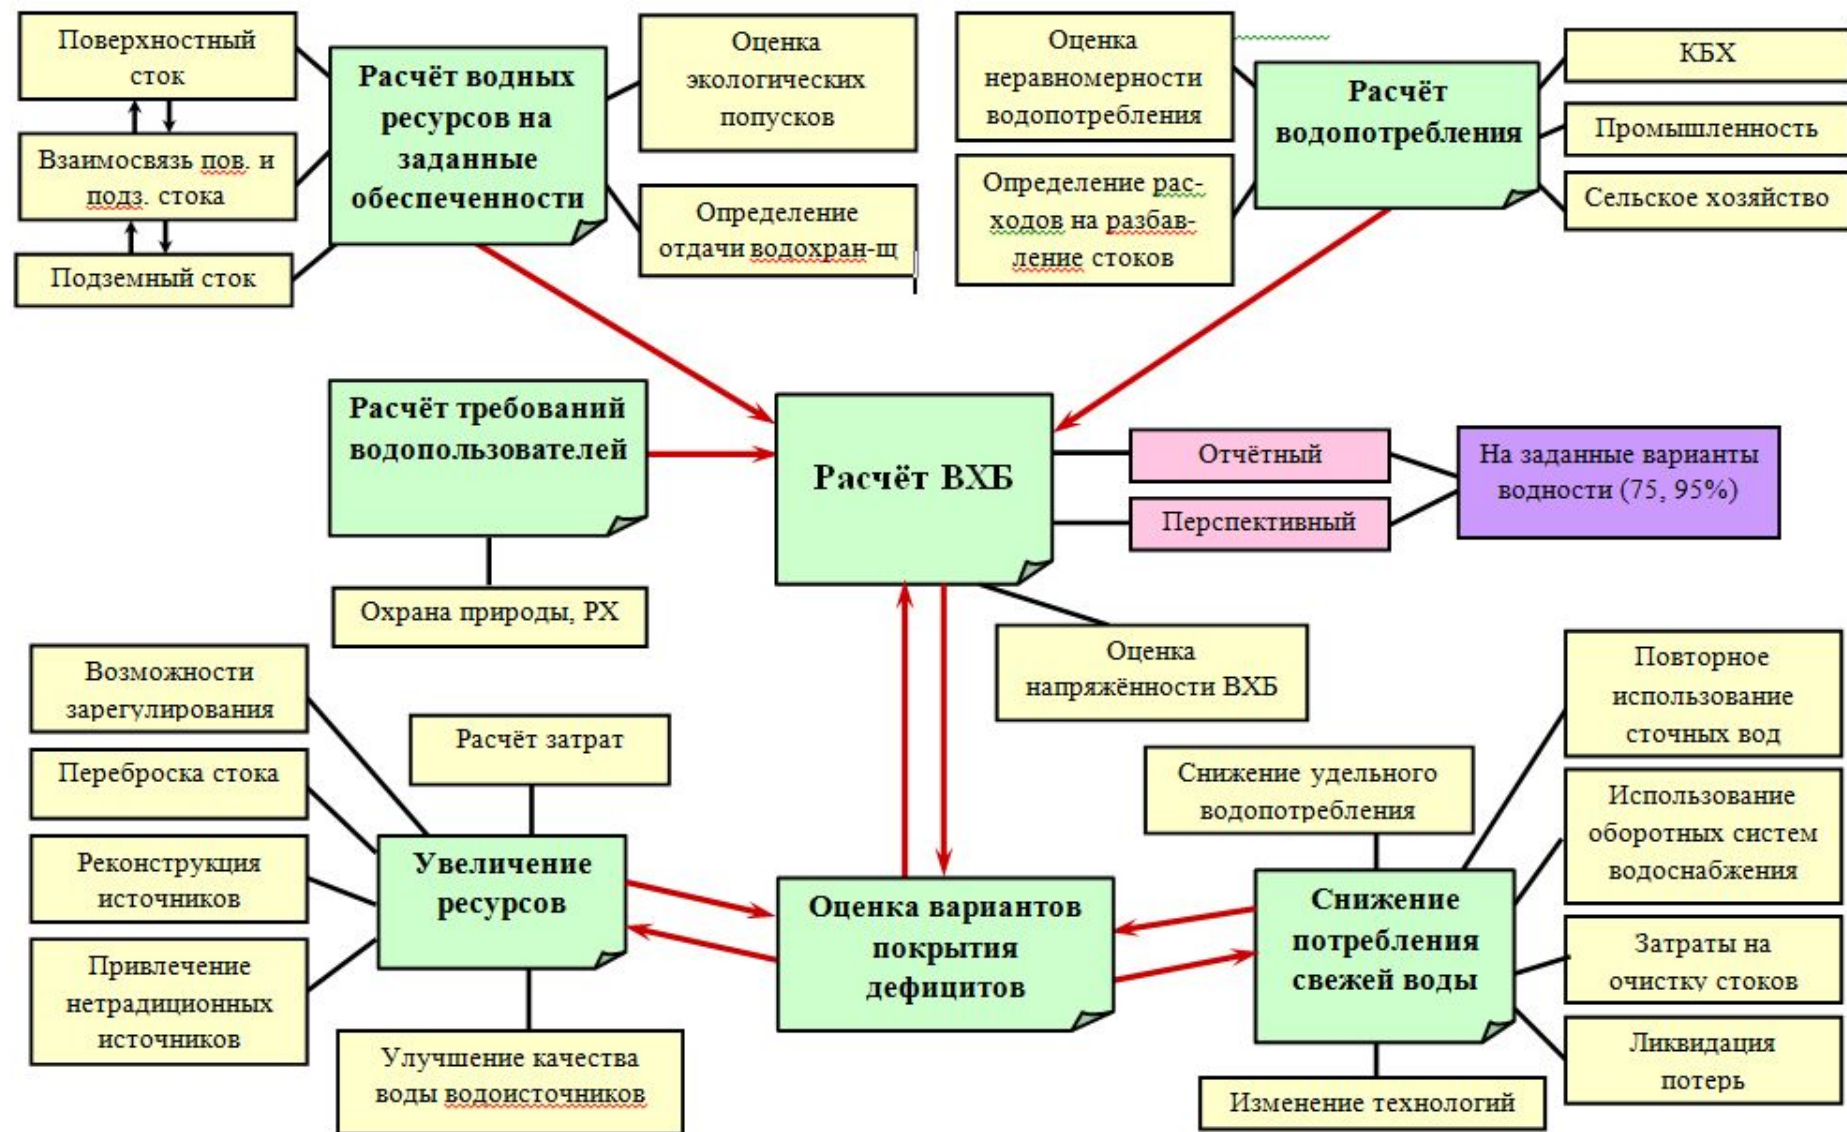 Поверхностный
сток
Взаимосвязь пов. и
подз. стока
Подземный сток
Расчёт водных
ресурсов на
заданные
обеспеченности
Оценка
экологических
попусков
Определение
отдачи водохран-щ
Оценка
неравномерности
водопотребления
Определение рас-
ходов на разбав-
ление стоков
Расчёт
водопотребления
КБХ
Промышленность
Сельское хозяйство
Расчёт требований
водопользователей
Охрана природы, РХ
Расчёт ВХБ
Отчётный
Перспективный
На заданные варианты
водности (75, 95%)
Оценка
напряжённости ВХБ
Возможности
зарегулирования
Переброска стока
Реконструкция
источников
Привлечение
нетрадиционных
источников
Расчёт затрат
Увеличение
ресурсов
Улучшение качества
воды водоисточников
Оценка вариантов
покрытия
дефицитов
Снижение удельного
водопотребления
Снижение
потребления
свежей воды
Изменение технологий
Повторное
использование
сточных вод
Использование
оборотных систем
водоснабжения
Затраты на
очистку стоков
Ликвидация
потерь